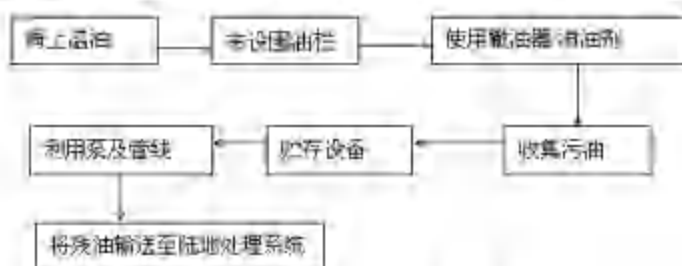 海上溢油
布设围油栏
使用撇油器 消油剂
收集污油
贮存设备
利用泵及管线
将残油输送至陆地处理系统